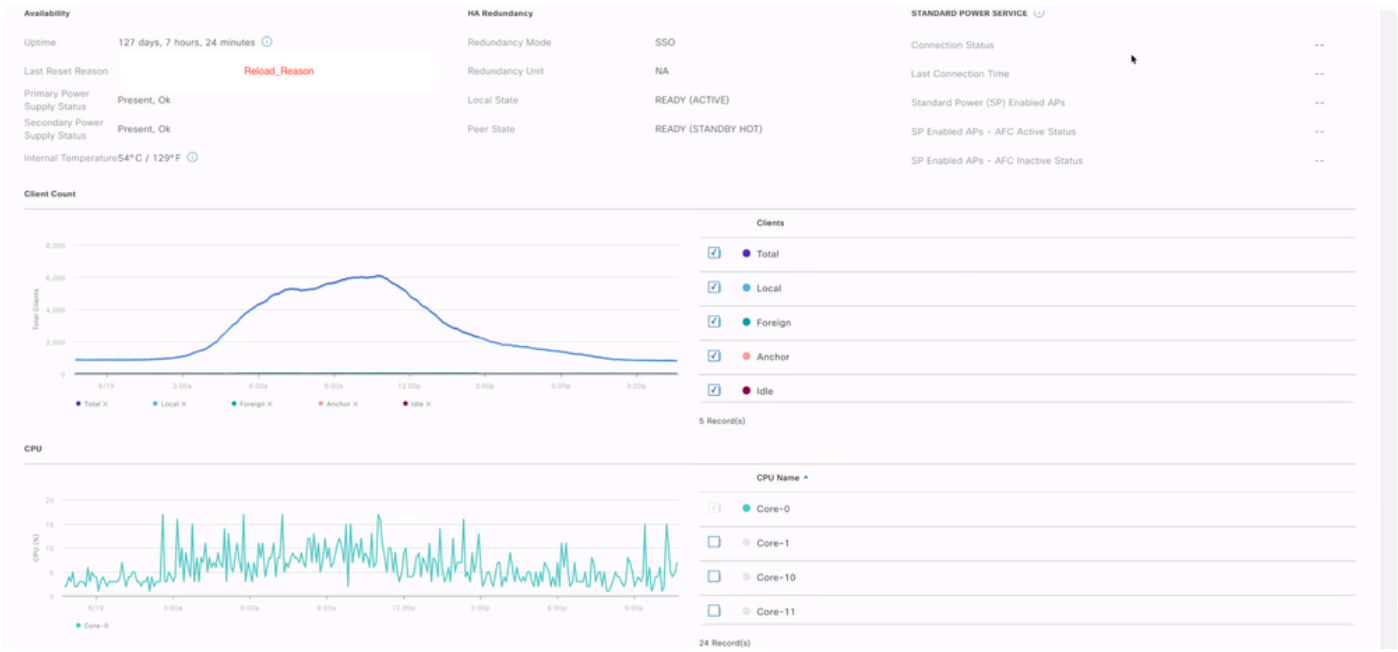 Availability
Uptime 127 days, 7 hours, 24 minutes
Last Reset Reason Reload_Reason
Primary Power
Supply Status Present, Ok
Secondary Power
Supply Status Present, Ok
Internal Temperature 54°C / 129°F
HA Redundancy
Redundancy Mode SSO
Redundancy Unit NA
Local State READY (ACTIVE)
Peer State READY (STANDBY HOT)
STANDARD POWER SERVICE
Connection Status --
Last Connection Time --
Standard Power (SP) Enabled APs --
SP Enabled APs - AFC Active Status --
SP Enabled APs - AFC Inactive Status --
Client Count
Total Clients
8,000
6,000
4,000
2,000
0
6/19 3:00a 6:00a 9:00a 12:00p 3:00p 6:00p 9:00p
Total × Local × Foreign × Anchor × Idle ×
Clients
Total
Local
Foreign
Anchor
Idle
5 Record(s)
CPU
CPU (%)
20
15
10
5
0
6/19 3:00a 6:00a 9:00a 12:00p 3:00p 6:00p 9:00p
Core-0
CPU Name
Core-0
Core-1
Core-10
Core-11
24 Record(s)